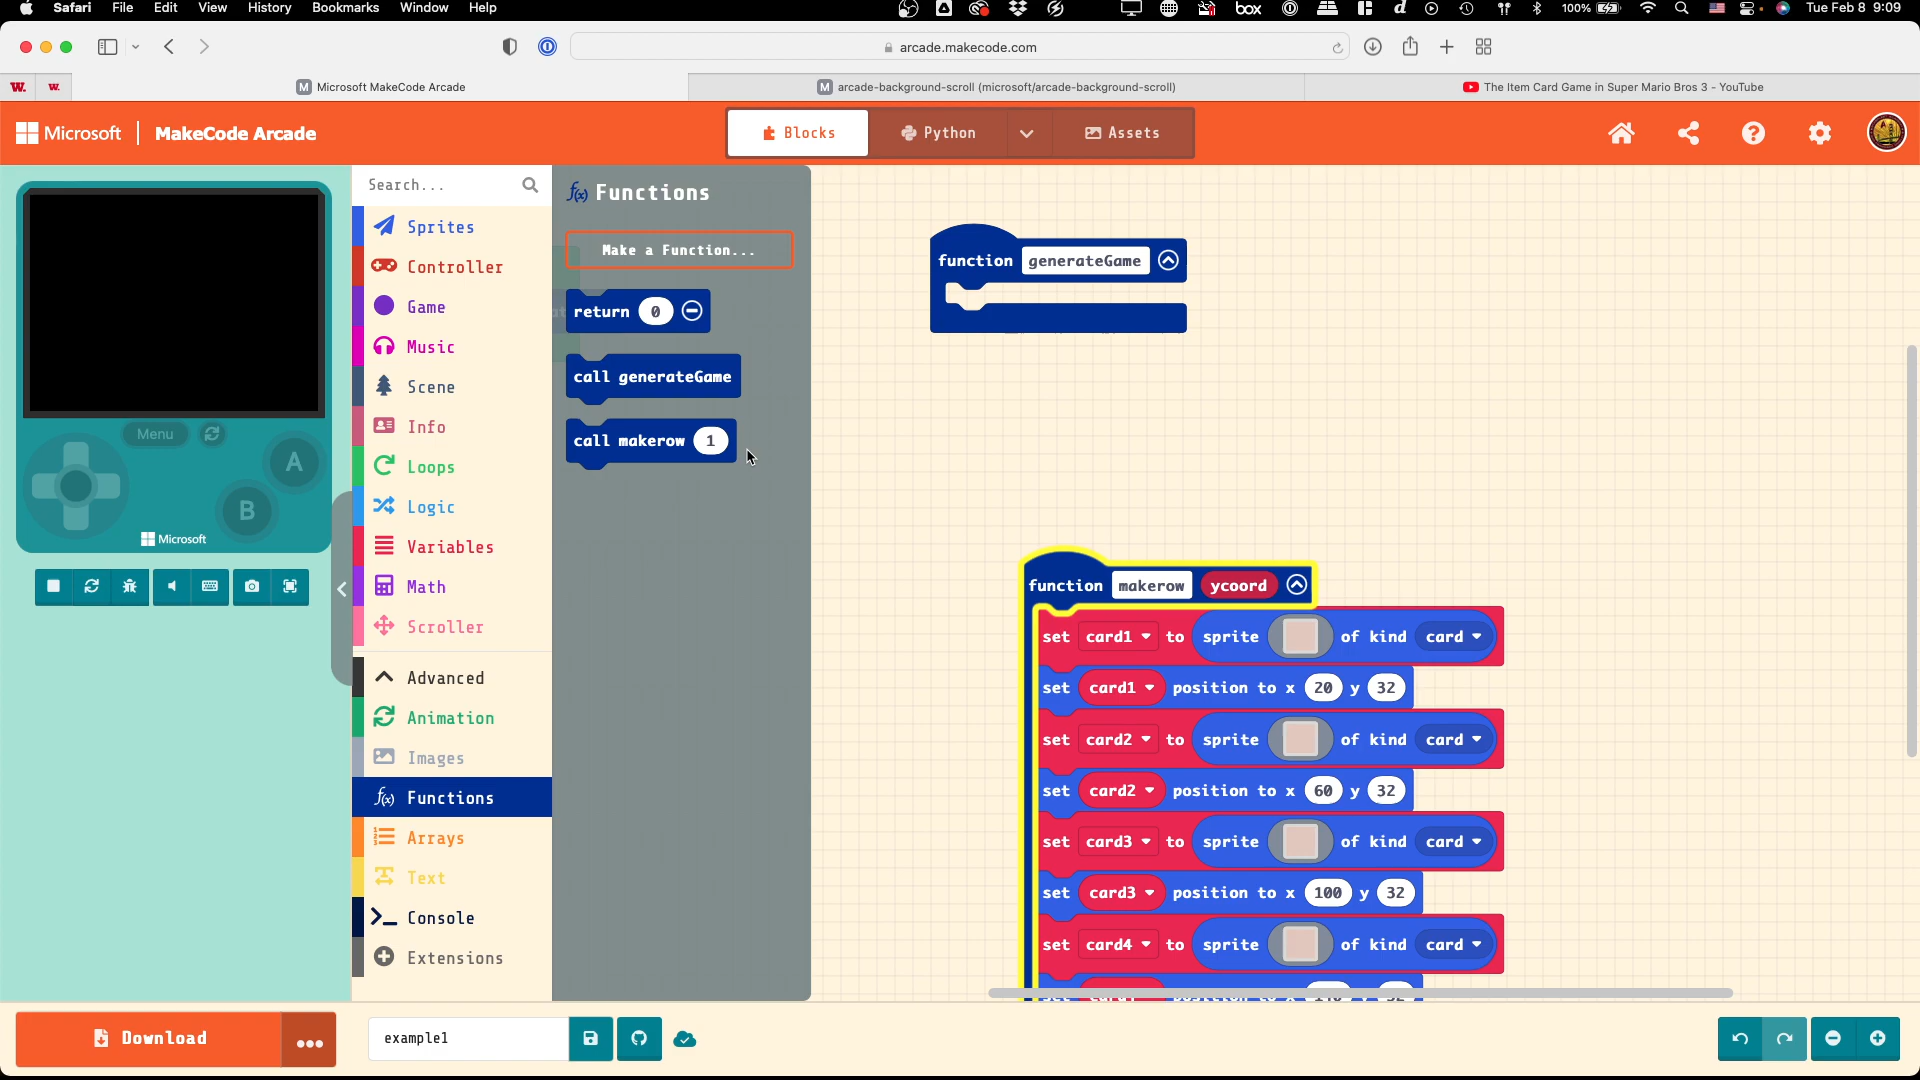 Safari File Edit View History Bookmarks Window Help box 100% Tue Feb 8 9:09
arcade.makecode.com
W. W. Microsoft MakeCode Arcade arcade-background-scroll (microsoft/arcade-background-scroll) The Item Card Game in Super Mario Bros 3 - YouTube
Microsoft MakeCode Arcade Blocks Python Assets
Search...
Sprites
Controller
Game
Music
Scene
Info
Loops
Logic
Variables
Math
Scroller
Advanced
Animation
Images
Functions
Arrays
Text
Console
Extensions
Menu
A
B
Microsoft
f(x) Functions
Make a Function...
return 0
call generateGame
call makerow 1
function generateGame
function makerow ycoord
set card1 to sprite of kind card
set card1 position to x 20 y 32
set card2 to sprite of kind card
set card2 position to x 60 y 32
set card3 to sprite of kind card
set card3 position to x 100 y 32
set card4 to sprite of kind card
Download ... example1